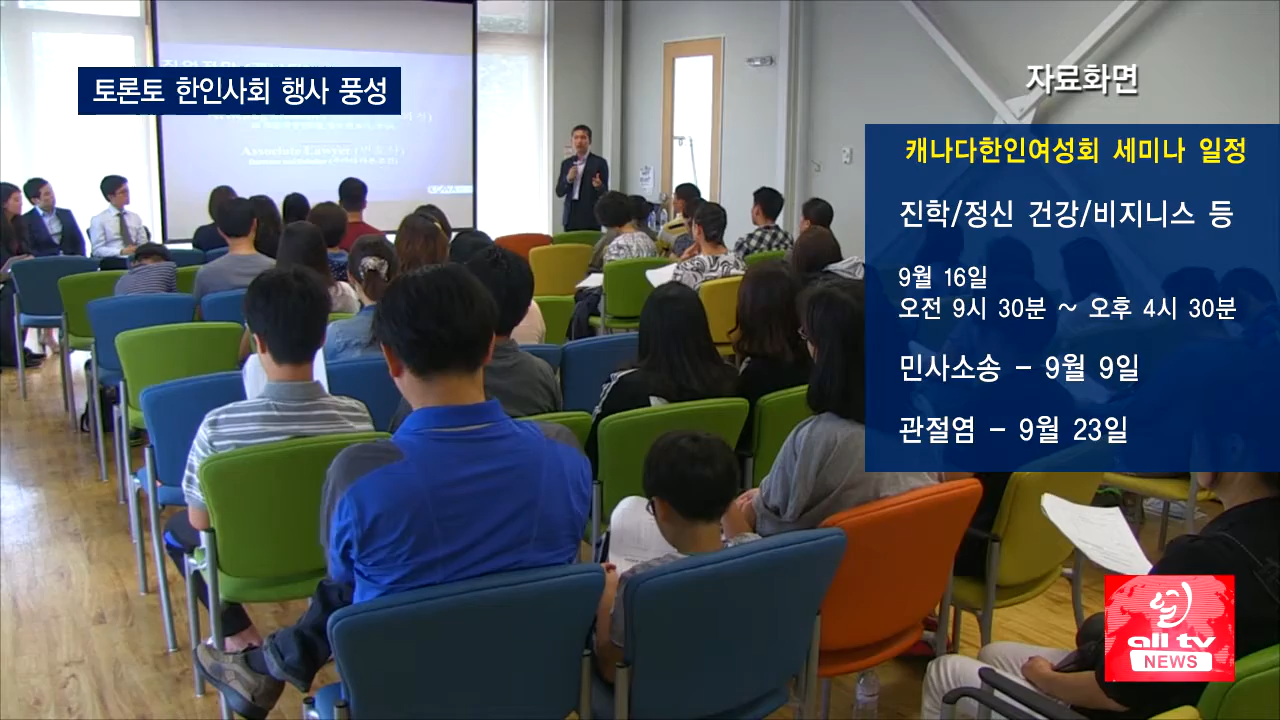 토론토 한인사회 행사 풍성
자료화면
캐나다한인여성회 세미나 일정
진학/정신 건강/비지니스 등
9월 16일
오전 9시 30분 ~ 오후 4시 30분
민사소송 - 9월 9일
관절염 - 9월 23일
Associate Lawyer (변호사)
all tv
NEWS